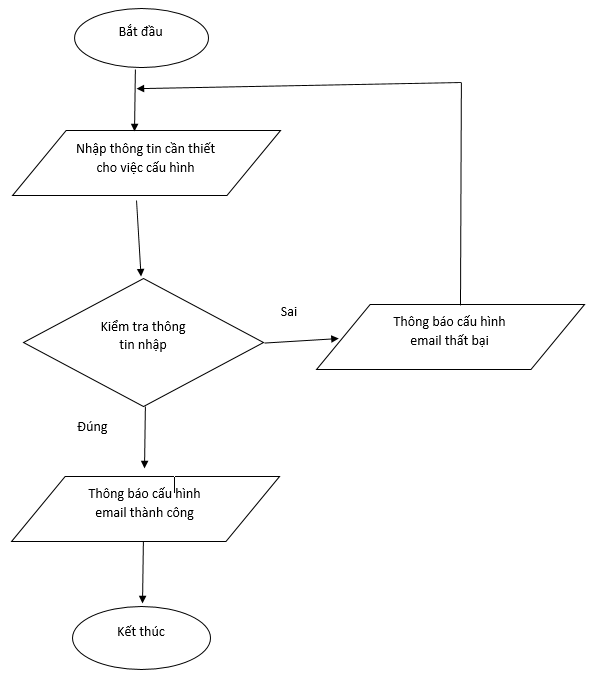 Bắt đầu
Nhập thông tin cần thiết
cho việc cấu hình
Kiểm tra thông
tin nhập
Sai
Thông báo cấu hình
email thất bại
Đúng
Thông báo cấu hình
email thành công
Kết thúc